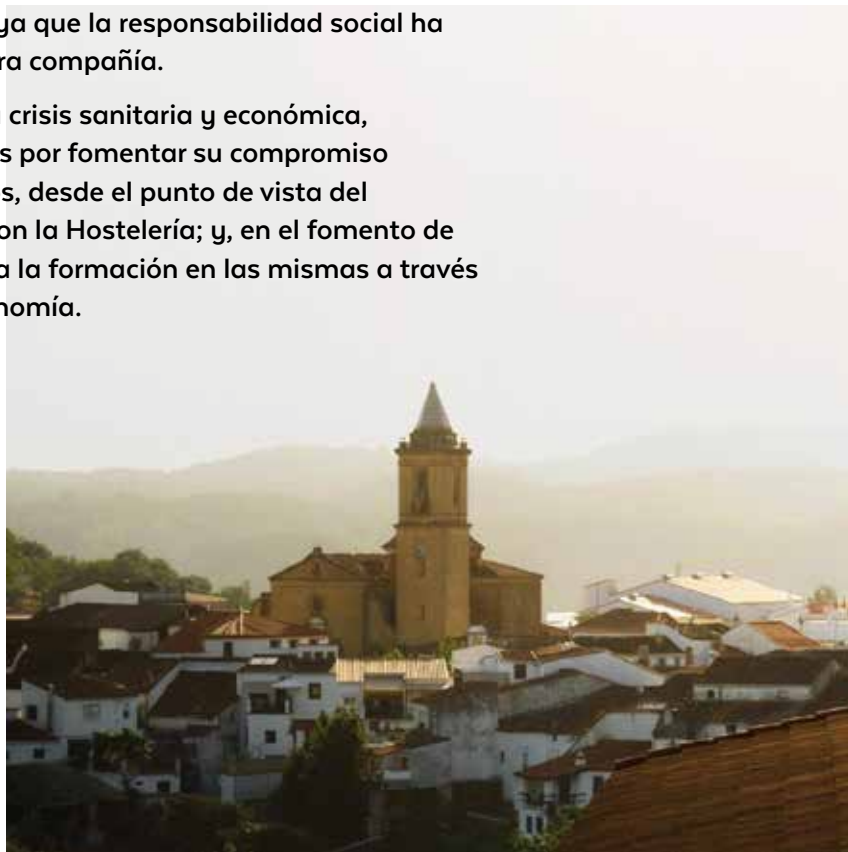 ya que la responsabilidad social ha
ra compañía.
crisis sanitaria y económica,
s por fomentar su compromiso
s, desde el punto de vista del
on la Hostelería; y, en el fomento de
a la formación en las mismas a través
nomía.